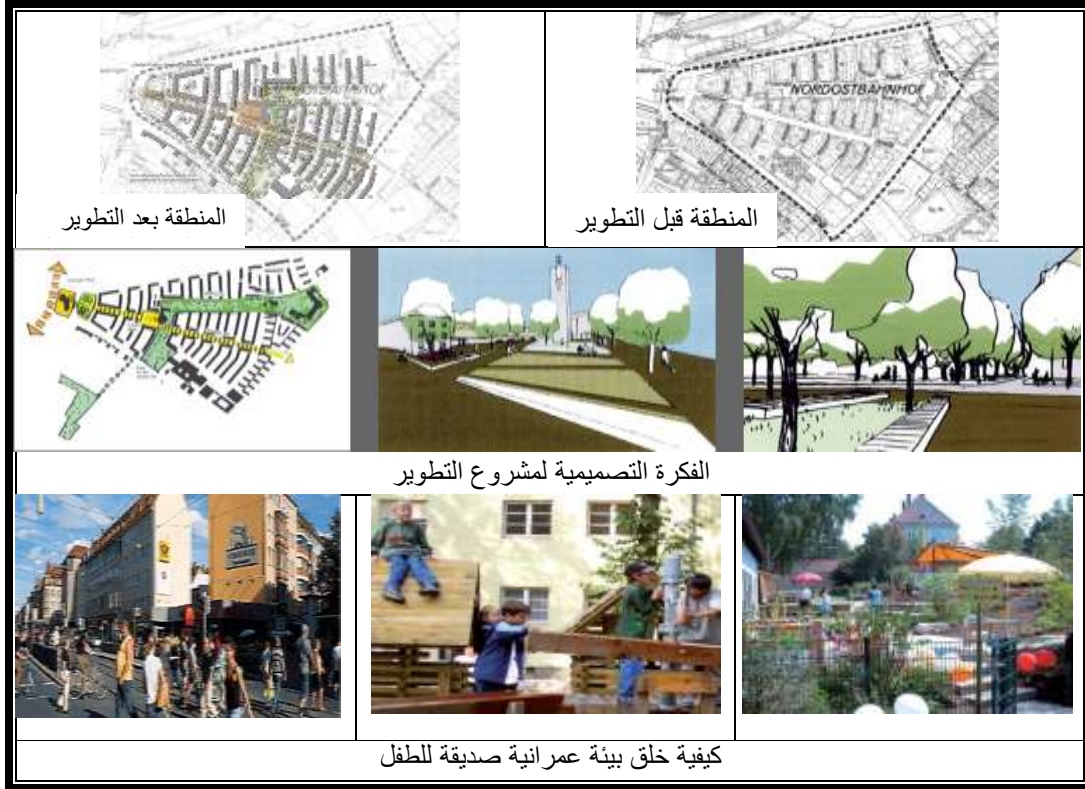 NORDOSTBAHNHOF
المنطقة قبل التطوير
المنطقة بعد التطوير
الفكرة التصميمية لمشروع التطوير
كيفية خلق بيئة عمرانية صديقة للطفل